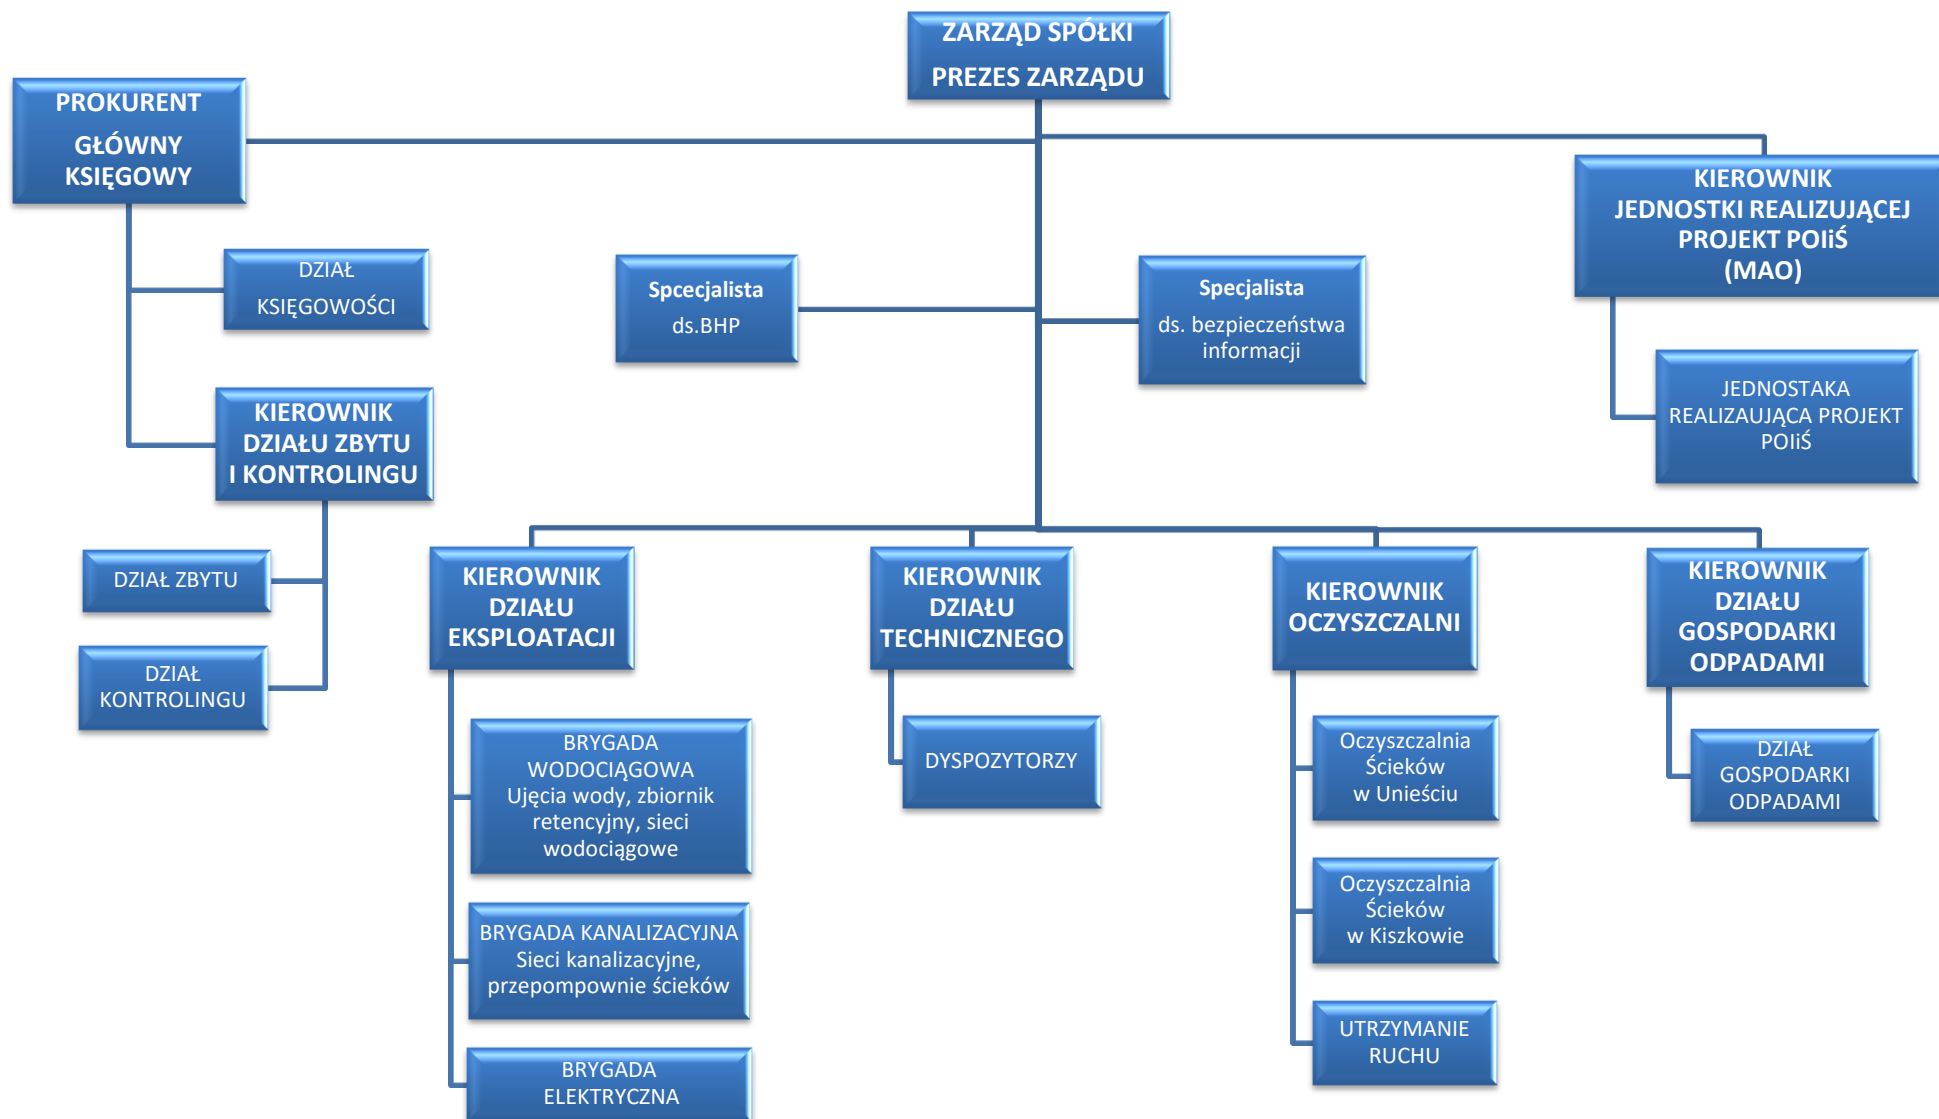 ZARZĄD SPÓŁKI
PREZES ZARZĄDU
PROKURENT
GŁÓWNY
KSIĘGOWY
KIEROWNIK
JEDNOSTKI REALIZUJĄCEJ
PROJEKT POIiŚ
(MAO)
DZIAŁ
KSIĘGOWOŚCI
Spcecjalista
ds.BHP
Specjalista
ds. bezpieczeństwa
informacji
JEDNOSTAKA
REALIZAUJĄCA PROJEKT
POIiŚ
KIEROWNIK
DZIAŁU ZBYTU
I KONTROLINGU
DZIAŁ ZBYTU
DZIAŁ
KONTROLINGU
KIEROWNIK
DZIAŁU
EKSPLOATACJI
KIEROWNIK
DZIAŁU
TECHNICZNEGO
KIEROWNIK
OCZYSZCZALNI
KIEROWNIK
DZIAŁU
GOSPODARKI
ODPADAMI
BRYGADA
WODOCIĄGOWA
Ujęcia wody, zbiornik
retencyjny, sieci
wodociągowe
BRYGADA KANALIZACYJNA
Sieci kanalizacyjne,
przepompownie ścieków
BRYGADA
ELEKTRYCZNA
DYSPOZYTORZY
Oczyszczalnia
Ścieków
w Unieściu
Oczyszczalnia
Ścieków
w Kiszkowie
UTRZYMANIE
RUCHU
DZIAŁ
GOSPODARKI
ODPADAMI